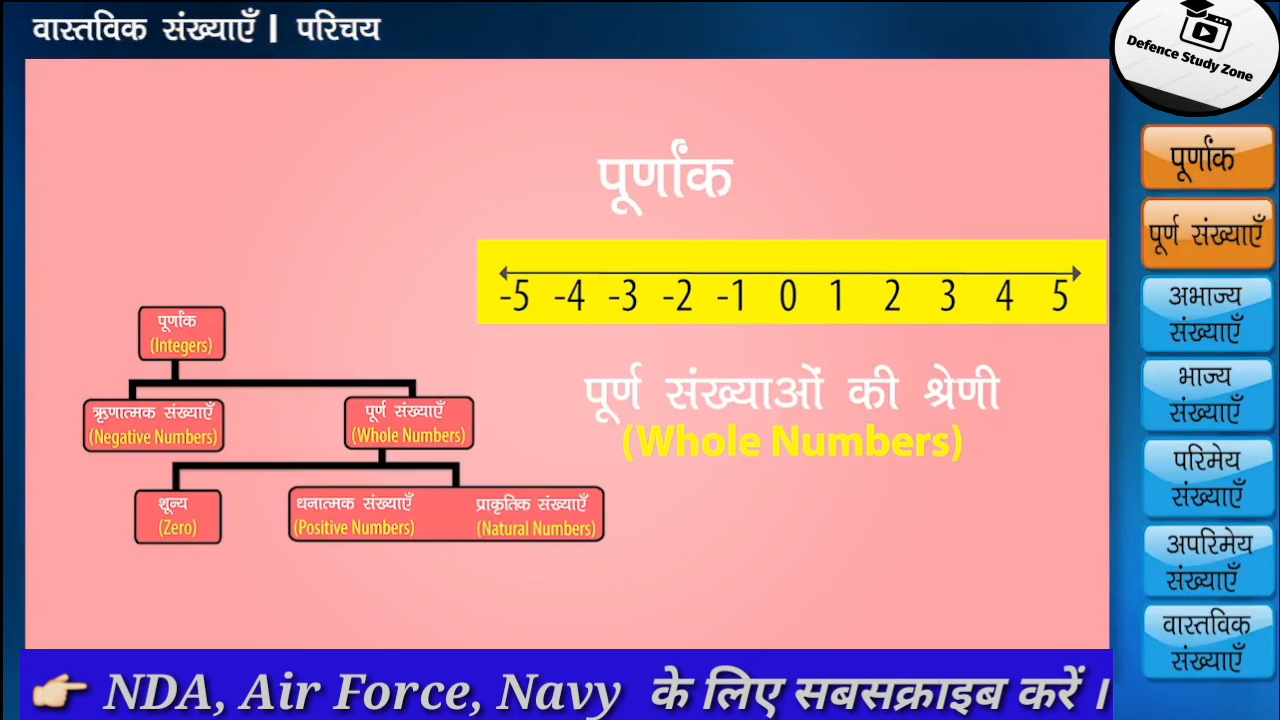 वास्तविक संख्याएँ | परिचय
Defence Study Zone
पूर्णांक
-5 -4 -3 -2 -1 0 1 2 3 4 5
पूर्ण संख्याओं की श्रेणी
(Whole Numbers)
पूर्णांक
(Integers)
ऋणात्मक संख्याएँ
(Negative Numbers)
पूर्ण संख्याएँ
(Whole Numbers)
शून्य
(Zero)
धनात्मक संख्याएँ प्राकृतिक संख्याएँ
(Positive Numbers) (Natural Numbers)
पूर्णांक
पूर्ण संख्याएँ
अभाज्य
संख्याएँ
भाज्य
संख्याएँ
परिमेय
संख्याएँ
अपरिमेय
संख्याएँ
वास्तविक
संख्याएँ
👉 NDA, Air Force, Navy के लिए सबसक्राइब करें ।